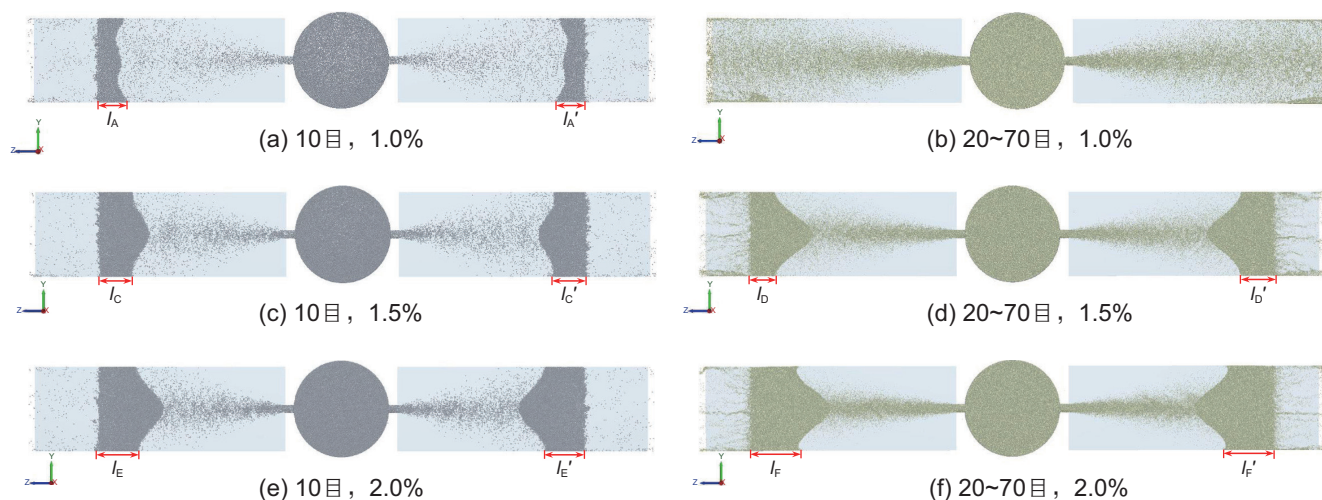 l_A
l_A′
Y
Z
X
(a) 10目，1.0%
Y
Z
X
(b) 20~70目，1.0%
l_C
l_C′
Y
Z
X
(c) 10目，1.5%
l_D
l_D′
Y
Z
X
(d) 20~70目，1.5%
l_E
l_E′
Y
Z
X
(e) 10目，2.0%
l_F
l_F′
Y
Z
X
(f) 20~70目，2.0%